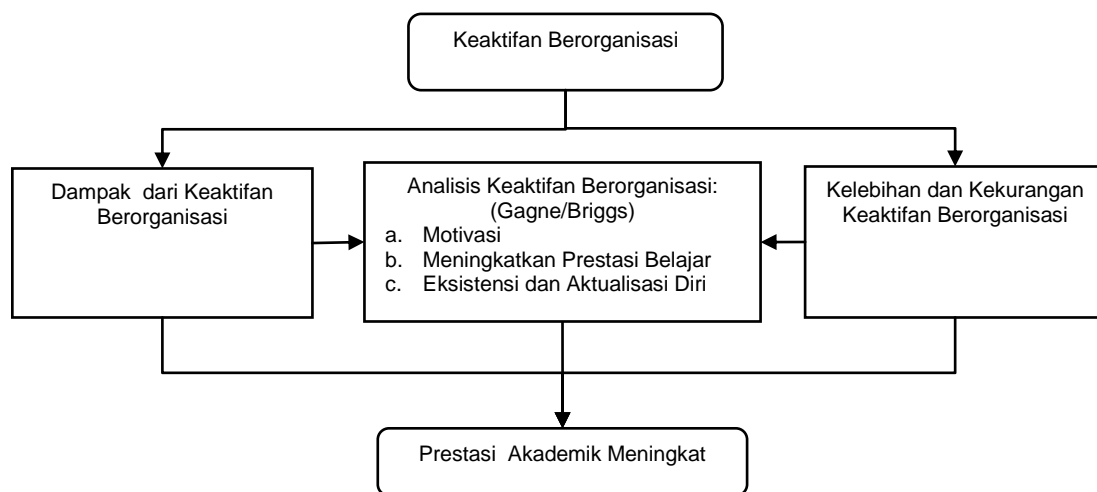 Keaktifan Berorganisasi
Dampak dari Keaktifan
Berorganisasi
Analisis Keaktifan Berorganisasi:
(Gagne/Briggs)
a. Motivasi
b. Meningkatkan Prestasi Belajar
c. Eksistensi dan Aktualisasi Diri
Kelebihan dan Kekurangan
Keaktifan Berorganisasi
Prestasi Akademik Meningkat